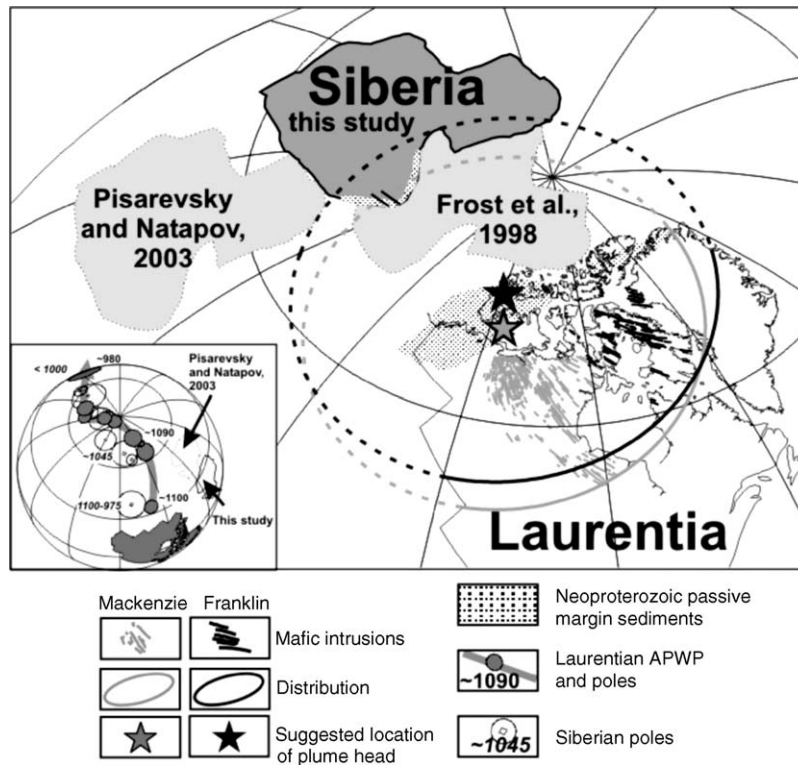 Siberia
this study
Pisarevsky
and Natapov,
2003
Frost et al.,
1998
Laurentia
~980
< 1000
Pisarevsky
and Natapov,
2003
~1090
~1045
1100-975
~1100
This study
Mackenzie
Franklin
Mafic intrusions
Distribution
Suggested location
of plume head
Neoproterozoic passive
margin sediments
~1090
Laurentian APWP
and poles
~1045
Siberian poles